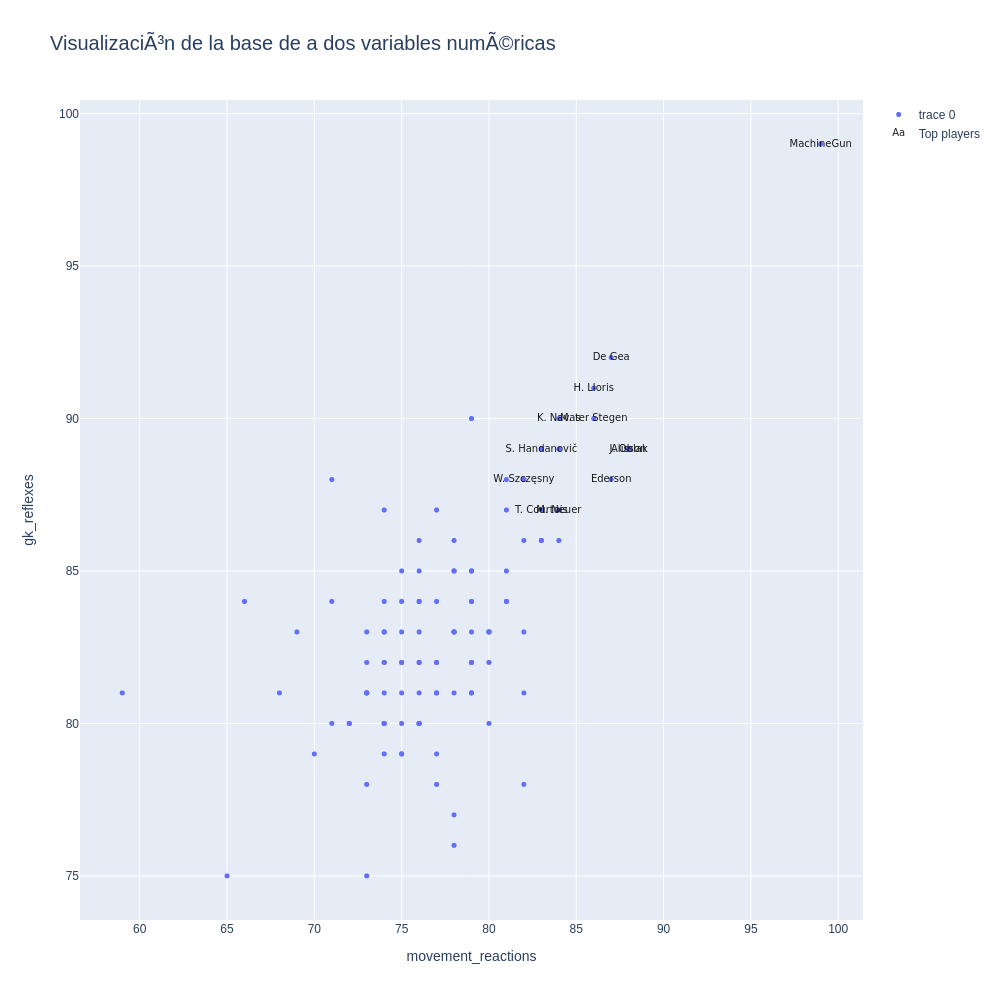 VisualizaciÃ³n de la base de a dos variables numÃ©ricas
trace 0
Aa Top players
100
95
90
85
80
75
gk_reflexes
MachineGun
De Gea
H. Lloris
K. Navas
M. ter Stegen
S. Handanovič
J. Oblak
Alisson
W. Szczęsny
Ederson
T. Courtois
M. Neuer
60 65 70 75 80 85 90 95 100
movement_reactions